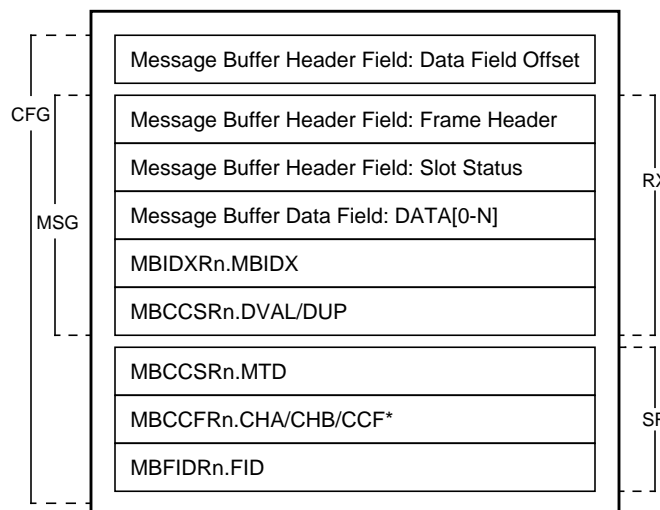 Message Buffer Header Field: Data Field Offset
CFG
Message Buffer Header Field: Frame Header
Message Buffer Header Field: Slot Status
RX
MSG
Message Buffer Data Field: DATA[0-N]
MBIDXRn.MBIDX
MBCCSRn.DVAL/DUP
MBCCSRn.MTD
MBCCFRn.CHA/CHB/CCF*
MBFIDRn.FID